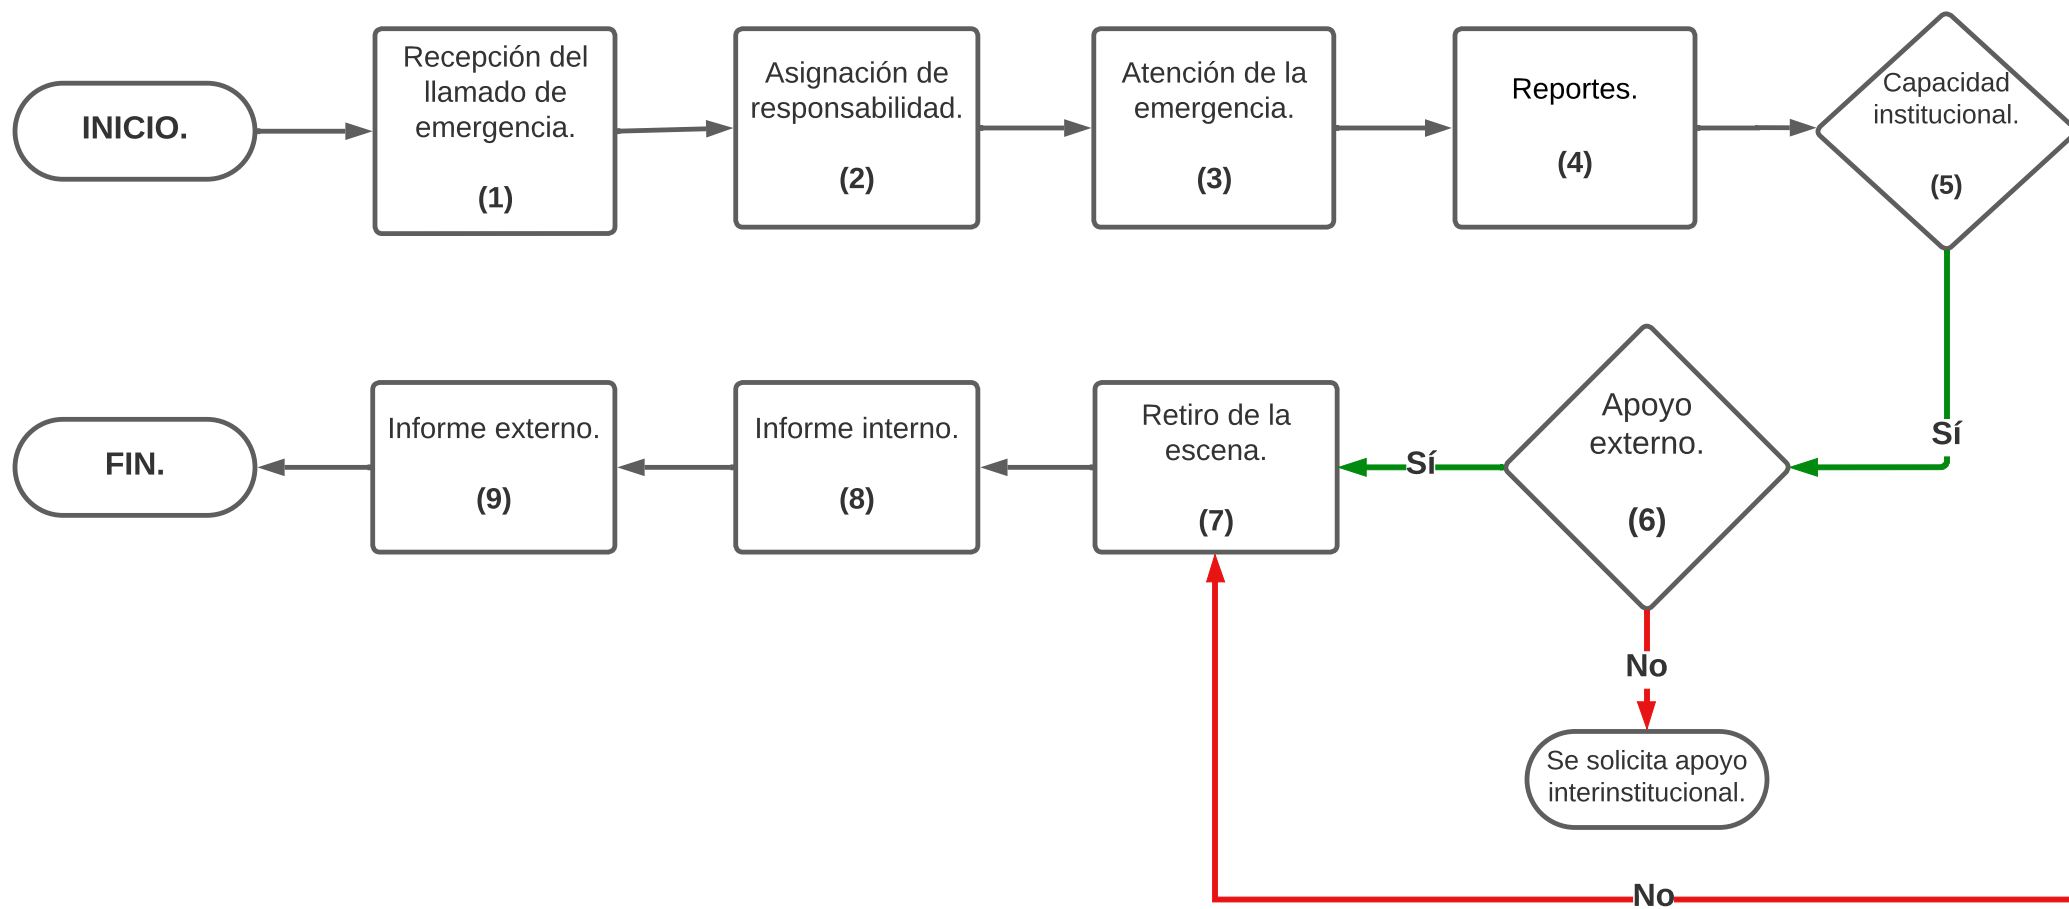 INICIO.
Recepción del
llamado de
emergencia.
(1)
Asignación de
responsabilidad.
(2)
Atención de la
emergencia.
(3)
Reportes.
(4)
Capacidad
institucional.
(5)
Sí
Apoyo
externo.
(6)
Sí
Retiro de la
escena.
(7)
Informe interno.
(8)
Informe externo.
(9)
FIN.
No
Se solicita apoyo
interinstitucional.
No